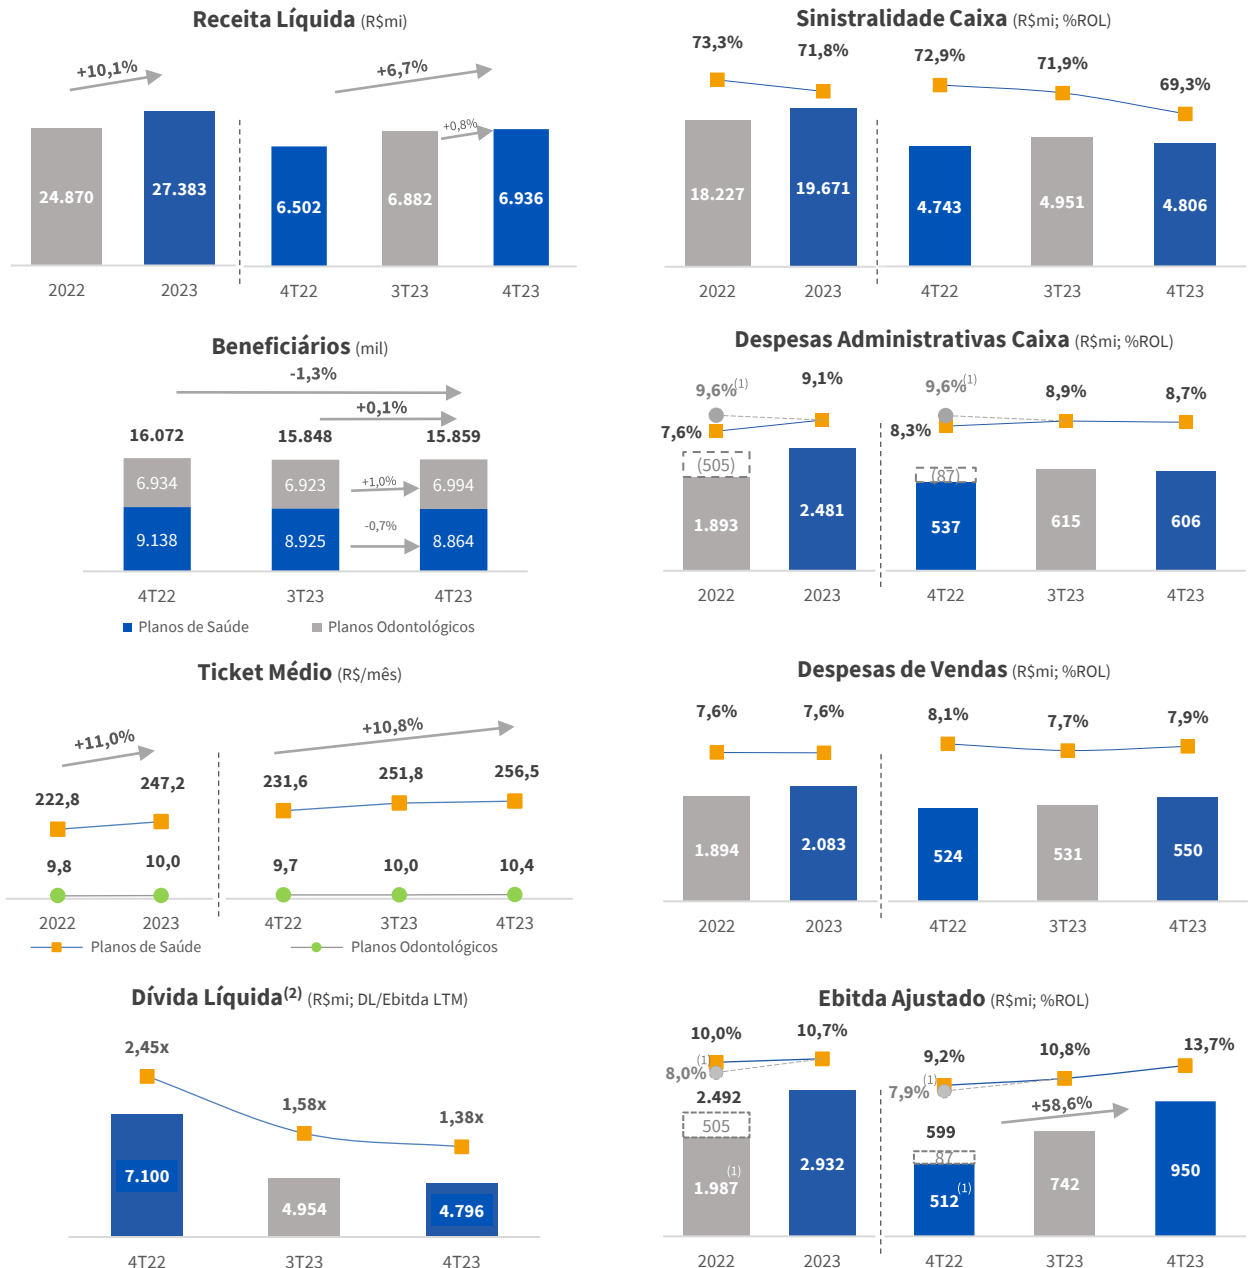 Receita Líquida (R$mi)
+10,1%
+6,7%
+0,8%
24.870
27.383
6.502
6.882
6.936
2022
2023
4T22
3T23
4T23
Sinistralidade Caixa (R$mi; %ROL)
73,3%
71,8%
72,9%
71,9%
69,3%
18.227
19.671
4.743
4.951
4.806
2022
2023
4T22
3T23
4T23
Beneficiários (mil)
-1,3%
+0,1%
16.072
15.848
15.859
6.934
6.923
+1,0%
6.994
9.138
8.925
-0,7%
8.864
4T22
3T23
4T23
Planos de Saúde
Planos Odontológicos
Despesas Administrativas Caixa (R$mi; %ROL)
9,6%(1)
9,1%
9,6%(1)
8,9%
8,7%
7,6%
8,3%
(505)
(87)
1.893
2.481
537
615
606
2022
2023
4T22
3T23
4T23
Ticket Médio (R$/mês)
+11,0%
+10,8%
222,8
247,2
231,6
251,8
256,5
9,8
10,0
9,7
10,0
10,4
2022
2023
4T22
3T23
4T23
Planos de Saúde
Planos Odontológicos
Despesas de Vendas (R$mi; %ROL)
7,6%
7,6%
8,1%
7,7%
7,9%
1.894
2.083
524
531
550
2022
2023
4T22
3T23
4T23
Dívida Líquida(2) (R$mi; DL/Ebitda LTM)
2,45x
1,58x
1,38x
7.100
4.954
4.796
4T22
3T23
4T23
Ebitda Ajustado (R$mi; %ROL)
10,0%
10,7%
9,2%
10,8%
13,7%
(1)
8,0%
(1)
7,9%
2.492
+58,6%
505
599
87
1.987(1)
2.932
512(1)
742
950
2022
2023
4T22
3T23
4T23